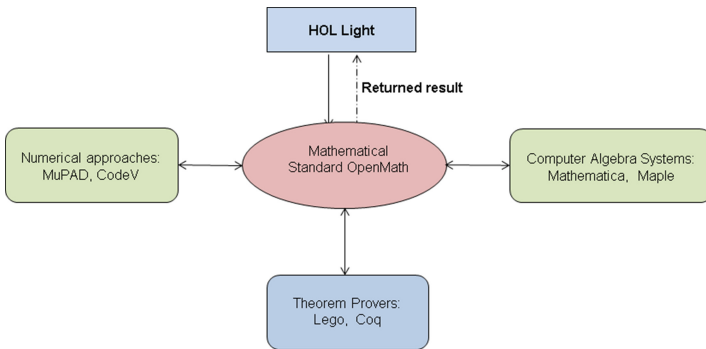 HOL Light
Returned result
Mathematical
Standard OpenMath
Numerical approaches:
MuPAD, CodeV
Computer Algebra Systems:
Mathematica, Maple
Theorem Provers:
Lego, Coq